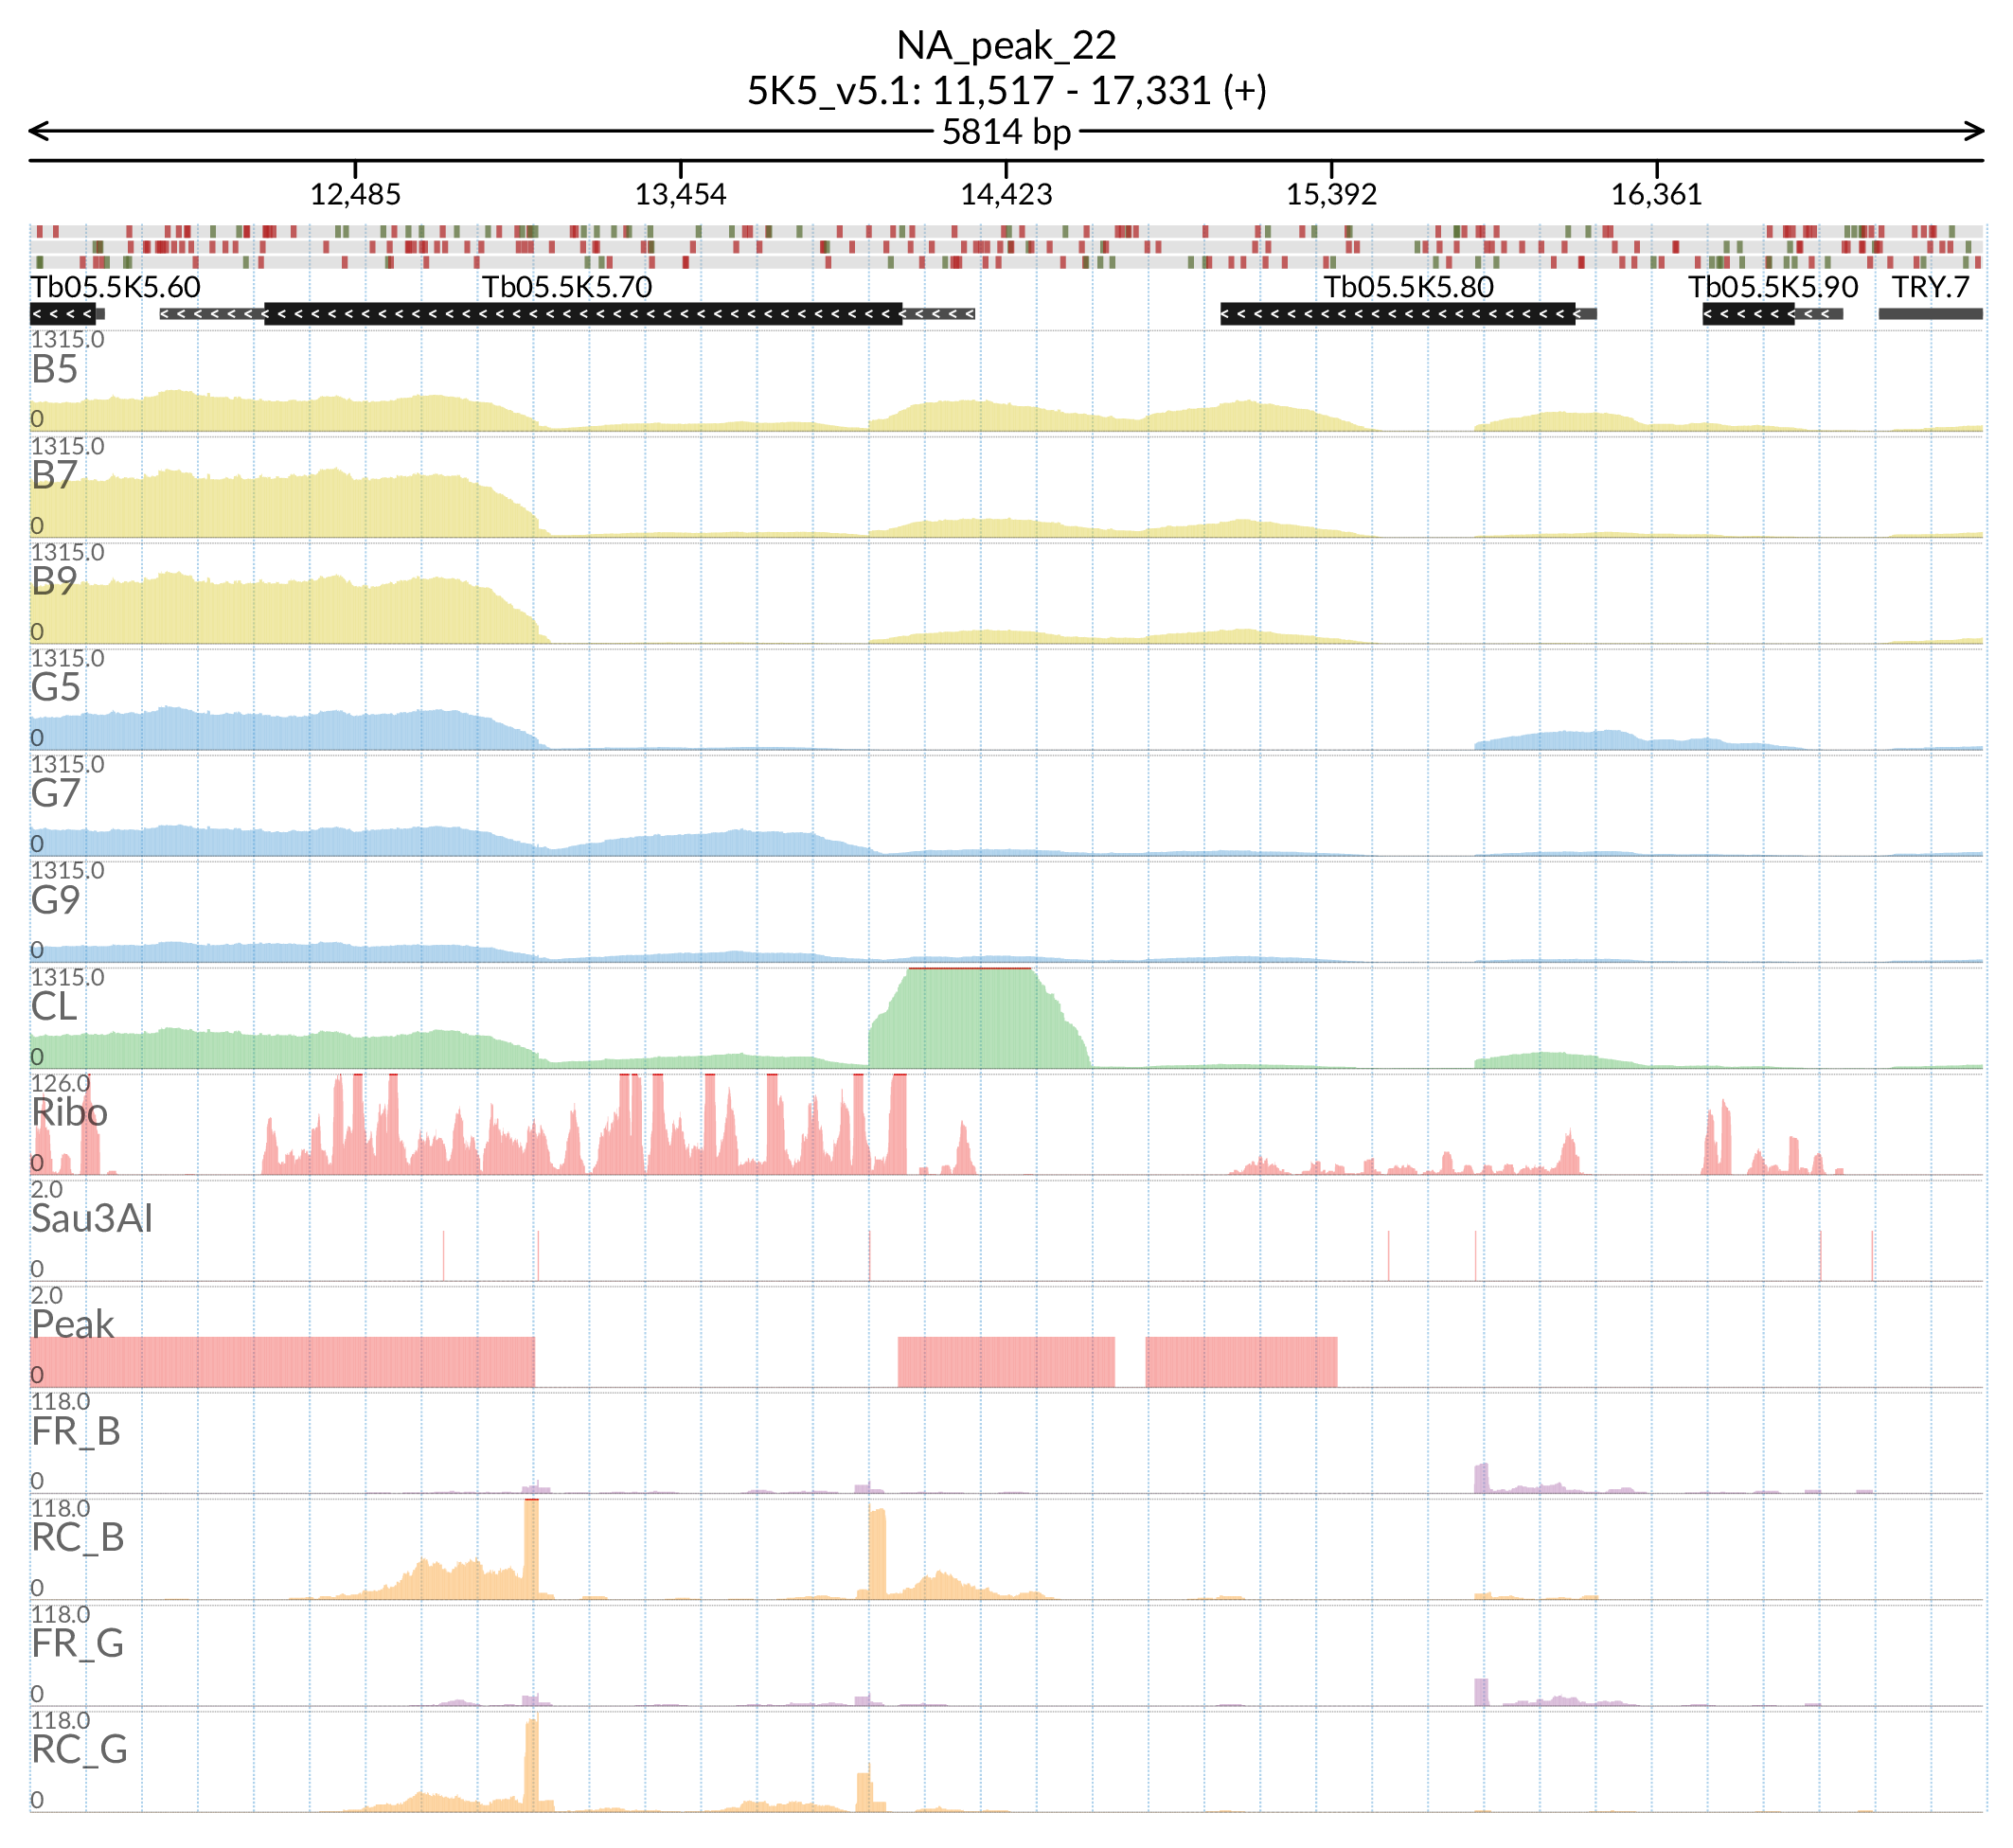 NA_peak_22
5K5_v5.1: 11,517 - 17,331 (+)
5814 bp
12,485 13,454 14,423 15,392 16,361
Tb05.5K5.60 Tb05.5K5.70 Tb05.5K5.80 Tb05.5K5.90 TRY.7
1315.0
B5
0
1315.0
B7
0
1315.0
B9
0
1315.0
G5
0
1315.0
G7
0
1315.0
G9
0
1315.0
CL
0
126.0
Ribo
0
2.0
Sau3AI
0
2.0
Peak
0
118.0
FR_B
0
118.0
RC_B
0
118.0
FR_G
0
118.0
RC_G
0